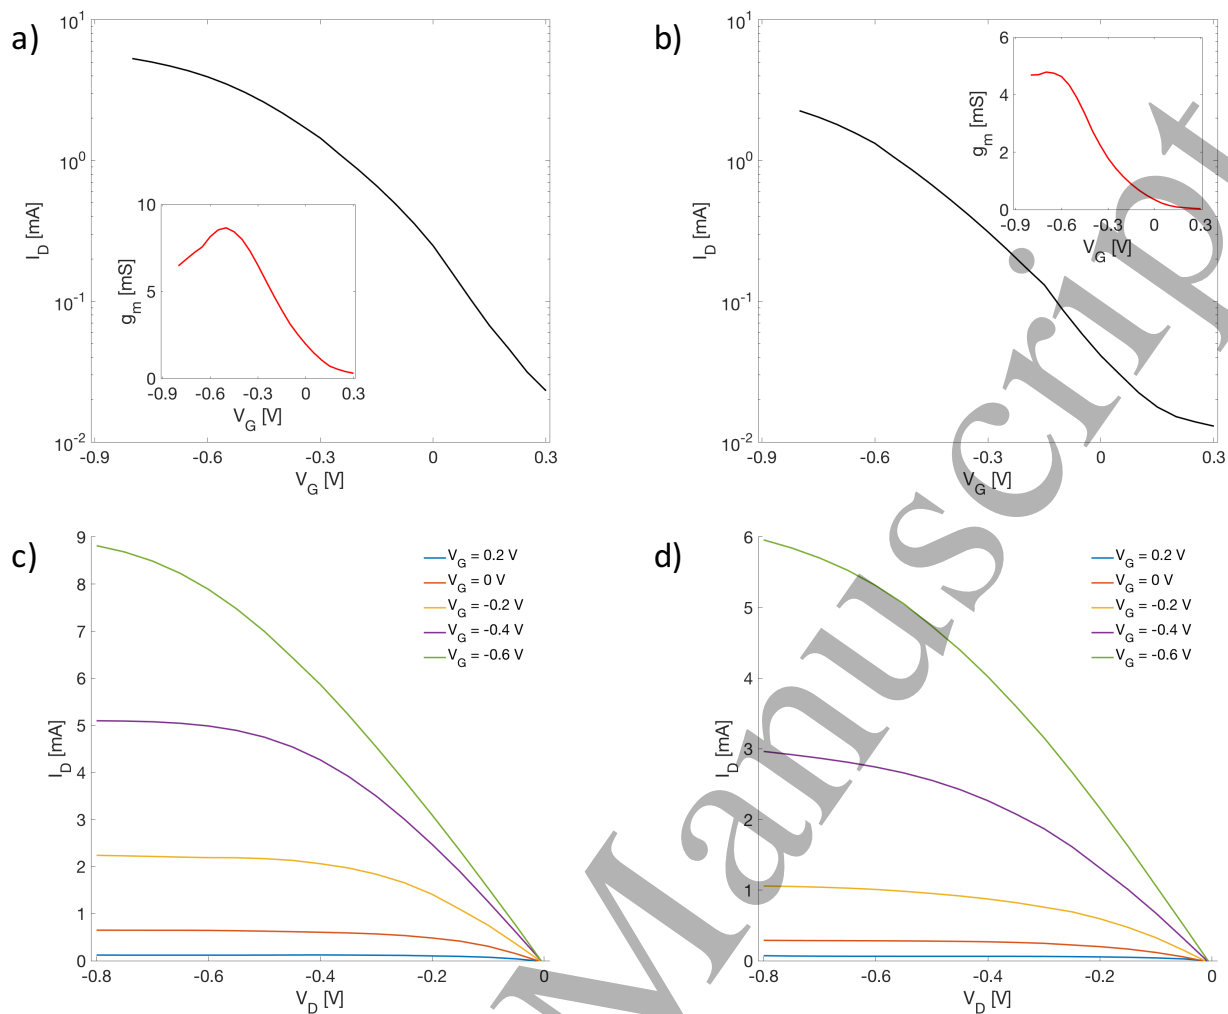 a)
10^1
10^0
10^-1
10^-2
I_D [mA]
-0.9 -0.6 -0.3 0 0.3
V_G [V]
10
5
0
g_m [mS]
-0.9 -0.6 -0.3 0 0.3
V_G [V]
b)
10^1
10^0
10^-1
10^-2
I_D [mA]
-0.9 -0.6 -0.3 0 0.3
V_G [V]
6
4
2
0
g_m [mS]
-0.9 -0.6 -0.3 0 0.3
V_G [V]
c)
9
8
7
6
5
4
3
2
1
0
I_D [mA]
-0.8 -0.6 -0.4 -0.2 0
V_D [V]
V_G = 0.2 V
V_G = 0 V
V_G = -0.2 V
V_G = -0.4 V
V_G = -0.6 V
d)
6
5
4
3
2
1
0
I_D [mA]
-0.8 -0.6 -0.4 -0.2 0
V_D [V]
V_G = 0.2 V
V_G = 0 V
V_G = -0.2 V
V_G = -0.4 V
V_G = -0.6 V
Manuscript